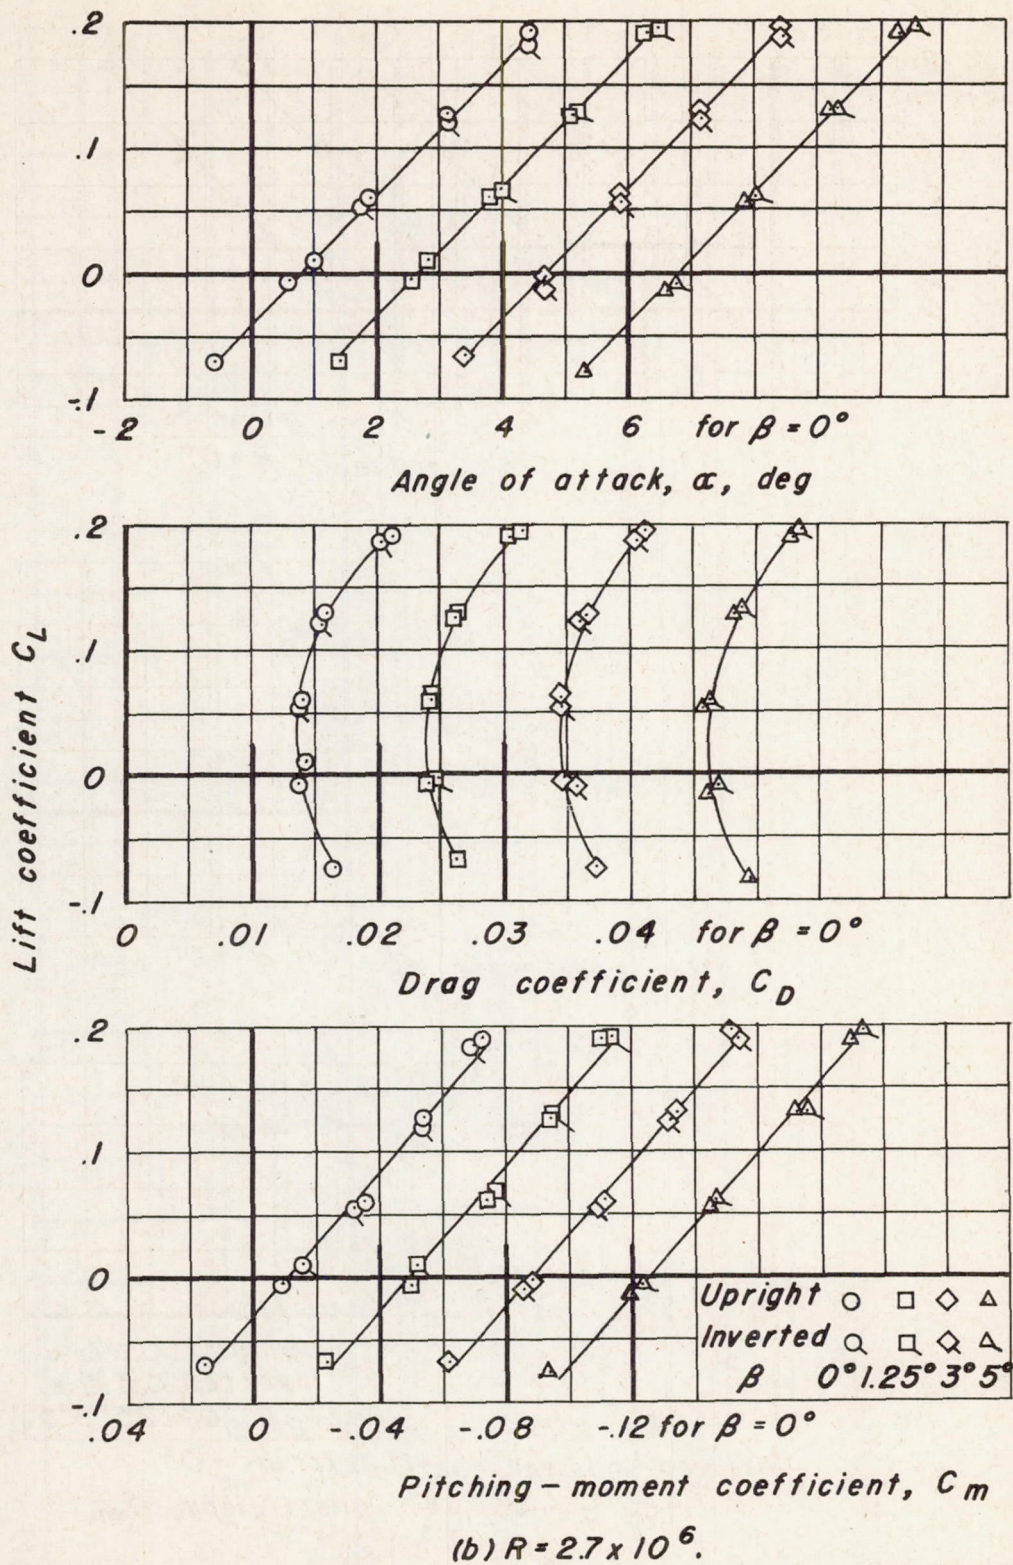 .2
.1
0
-.1
-2 0 2 4 6 for β = 0°
Angle of attack, α, deg
Lift coefficient C_L
.2
.1
0
-.1
0 .01 .02 .03 .04 for β = 0°
Drag coefficient, C_D
.2
.1
0
-.1
Upright
Inverted
β 0° 1.25° 3° 5°
.04 0 -.04 -.08 -.12 for β = 0°
Pitching – moment coefficient, C_m
(b) R = 2.7 x 10⁶.